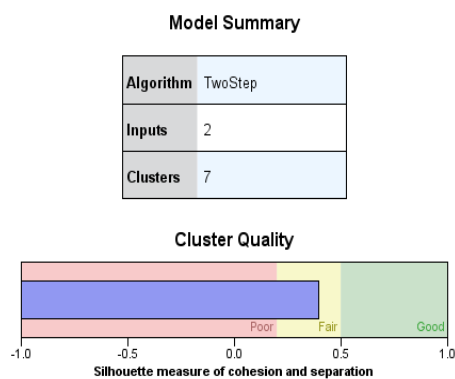 Model Summary
Algorithm TwoStep
Inputs 2
Clusters 7
Cluster Quality
Poor Fair Good
-1.0 -0.5 0.0 0.5 1.0
Silhouette measure of cohesion and separation